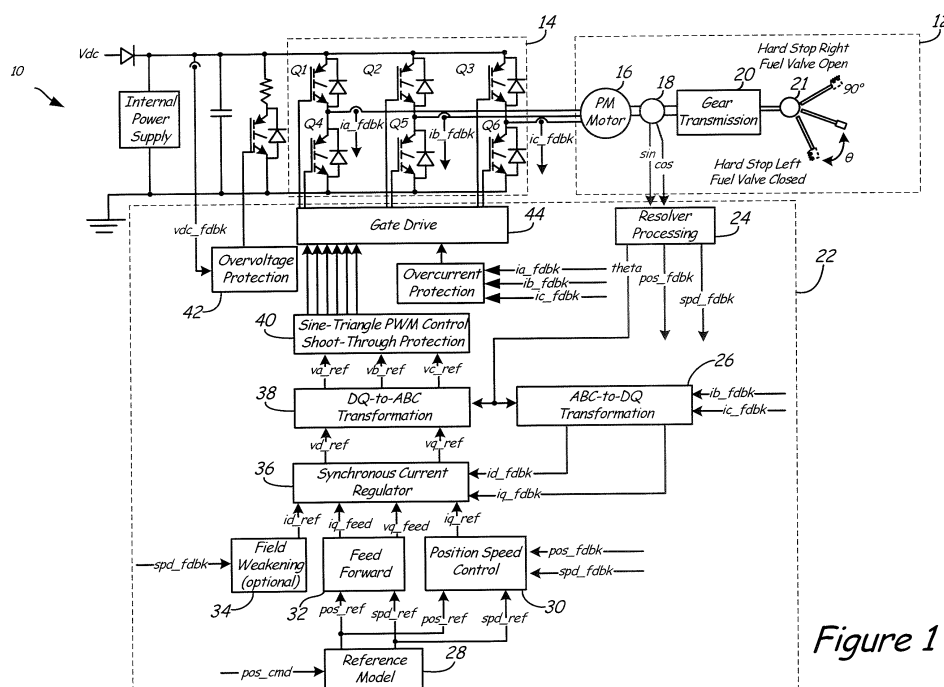 10
Vdc
14
12
Q1
Q2
Q3
16
18
20
21
Hard Stop Right
Fuel Valve Open
90°
Internal
Power
Supply
PM
Motor
Gear
Transmission
Q4
ia_fdbk
Q5
ib_fdbk
Q6
ic_fdbk
sin
cos
θ
Hard Stop Left
Fuel Valve Closed
vdc_fdbk
Gate Drive
44
Resolver
Processing
24
22
Overvoltage
Protection
42
Overcurrent
Protection
ia_fdbk
ib_fdbk
ic_fdbk
theta
pos_fdbk
spd_fdbk
40
Sine-Triangle PWM Control
Shoot-Through Protection
va_ref
vb_ref
vc_ref
26
38
DQ-to-ABC
Transformation
ABC-to-DQ
Transformation
ib_fdbk
ic_fdbk
vd_ref
vq_ref
36
Synchronous Current
Regulator
id_fdbk
iq_fdbk
id_ref
iq_feed
vq_feed
iq_ref
spd_fdbk
Field
Weakening
(optional)
34
Feed
Forward
32
Position Speed
Control
30
pos_fdbk
spd_fdbk
pos_ref
spd_ref
pos_ref
spd_ref
pos_cmd
Reference
Model
28
Figure 1